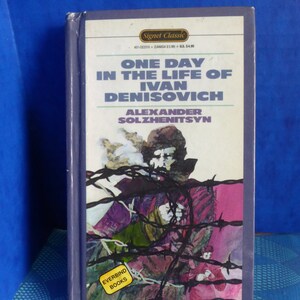 Signet Classic
ONE DAY
IN THE LIFE OF
IVAN
DENISOVICH
ALEXANDER
SOLZHENITSYN
EVERBIND
BOOKS